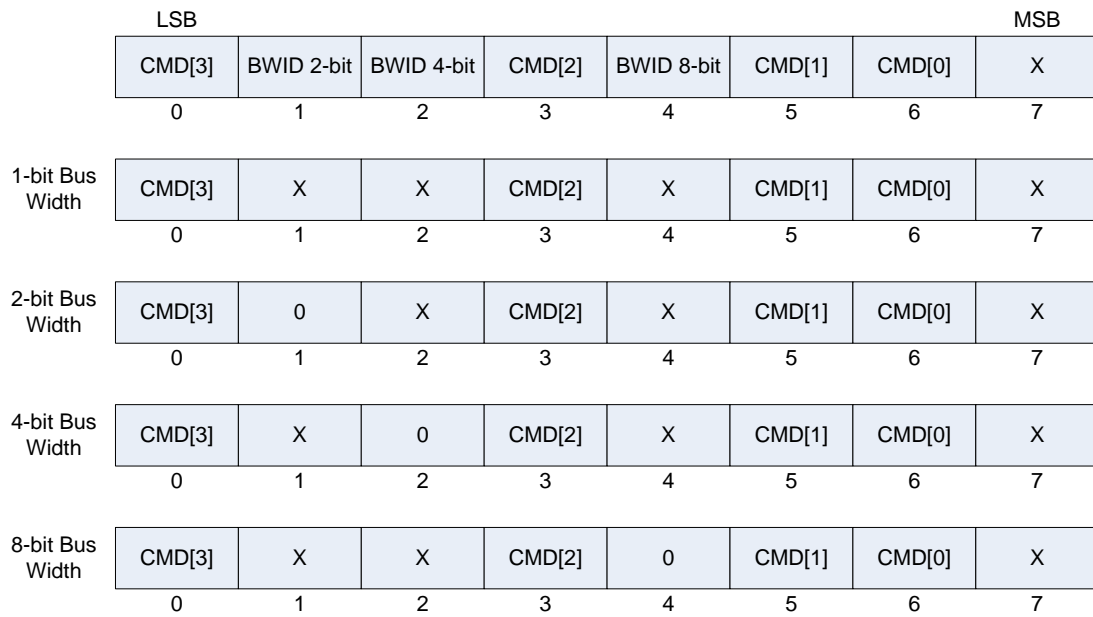 LSB MSB
CMD[3] BWID 2-bit BWID 4-bit CMD[2] BWID 8-bit CMD[1] CMD[0] X
0 1 2 3 4 5 6 7
1-bit Bus
Width
CMD[3] X X CMD[2] X CMD[1] CMD[0] X
0 1 2 3 4 5 6 7
2-bit Bus
Width
CMD[3] 0 X CMD[2] X CMD[1] CMD[0] X
0 1 2 3 4 5 6 7
4-bit Bus
Width
CMD[3] X 0 CMD[2] X CMD[1] CMD[0] X
0 1 2 3 4 5 6 7
8-bit Bus
Width
CMD[3] X X CMD[2] 0 CMD[1] CMD[0] X
0 1 2 3 4 5 6 7